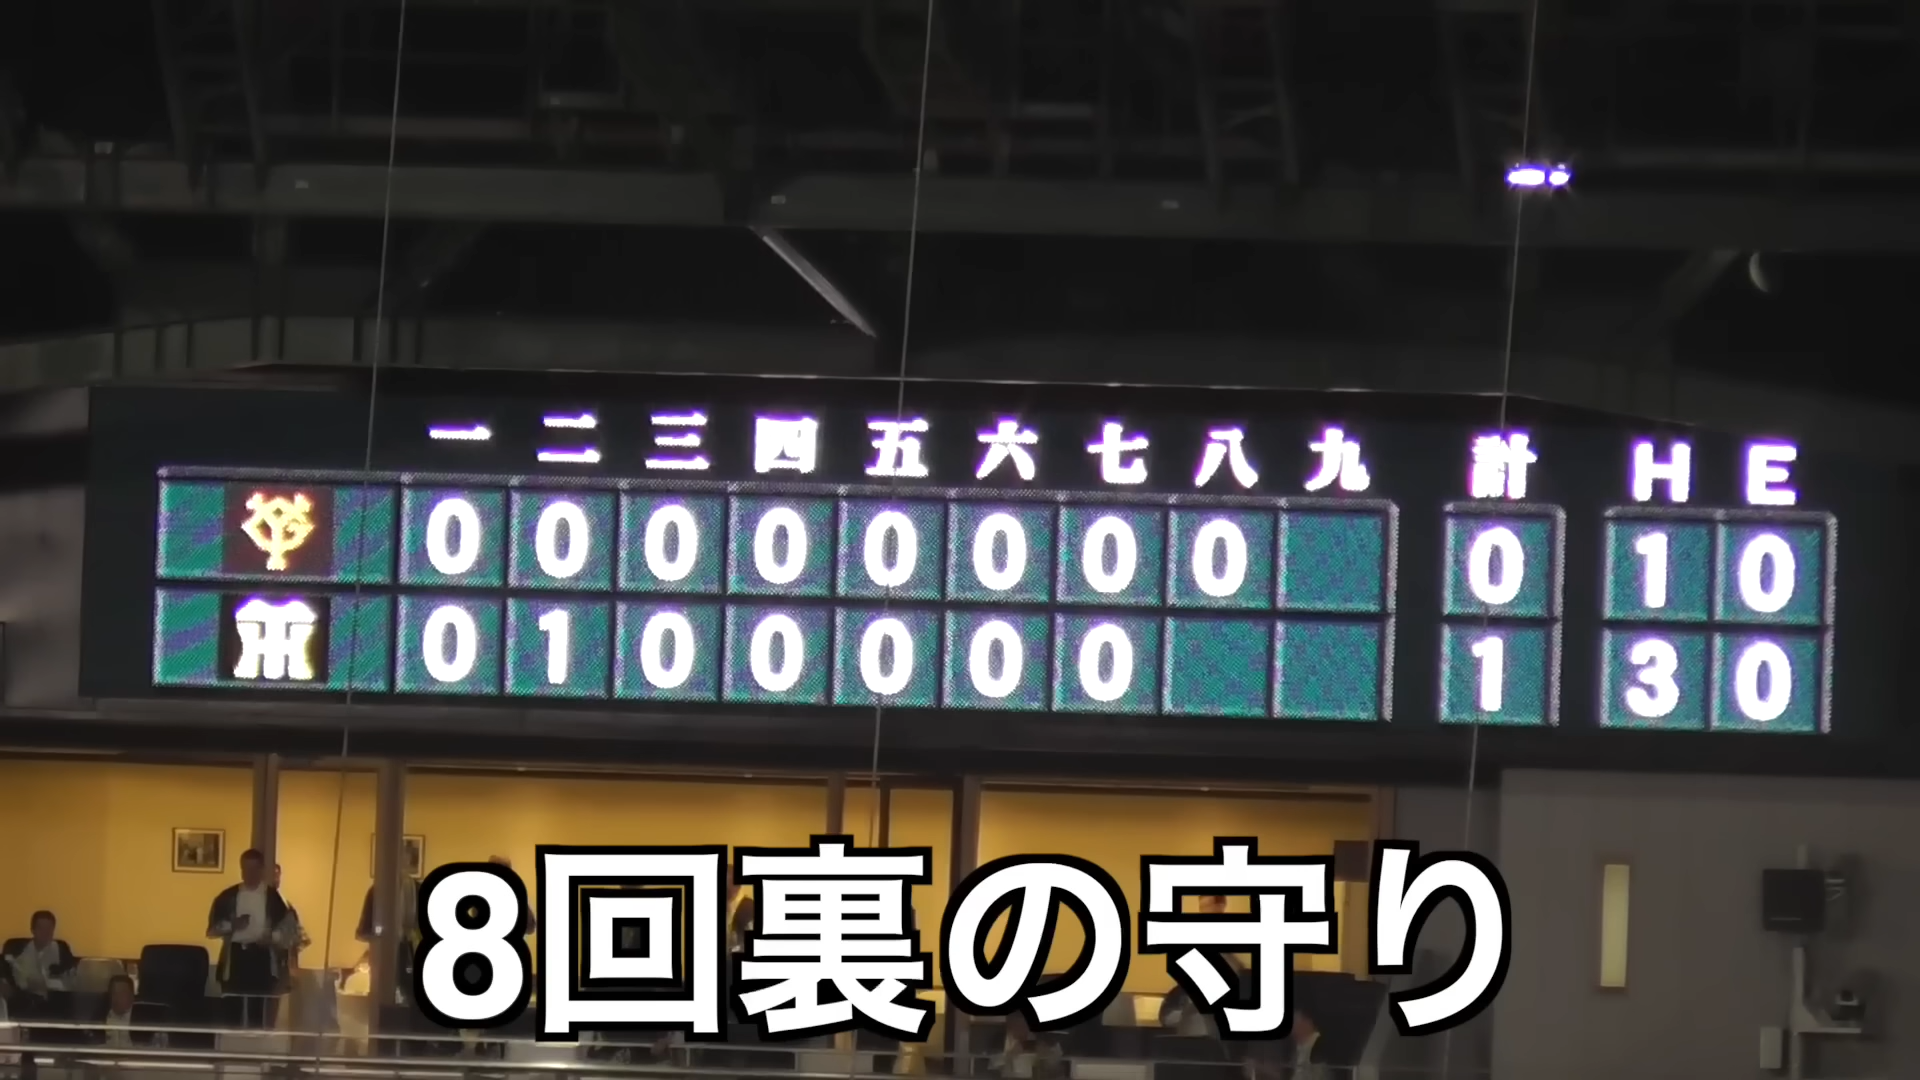 一 二 三 四 五 六 七 八 九 計 H E
YG 0 0 0 0 0 0 0 0 0 1 0
0 1 0 0 0 0 0 1 3 0
8回裏の守り